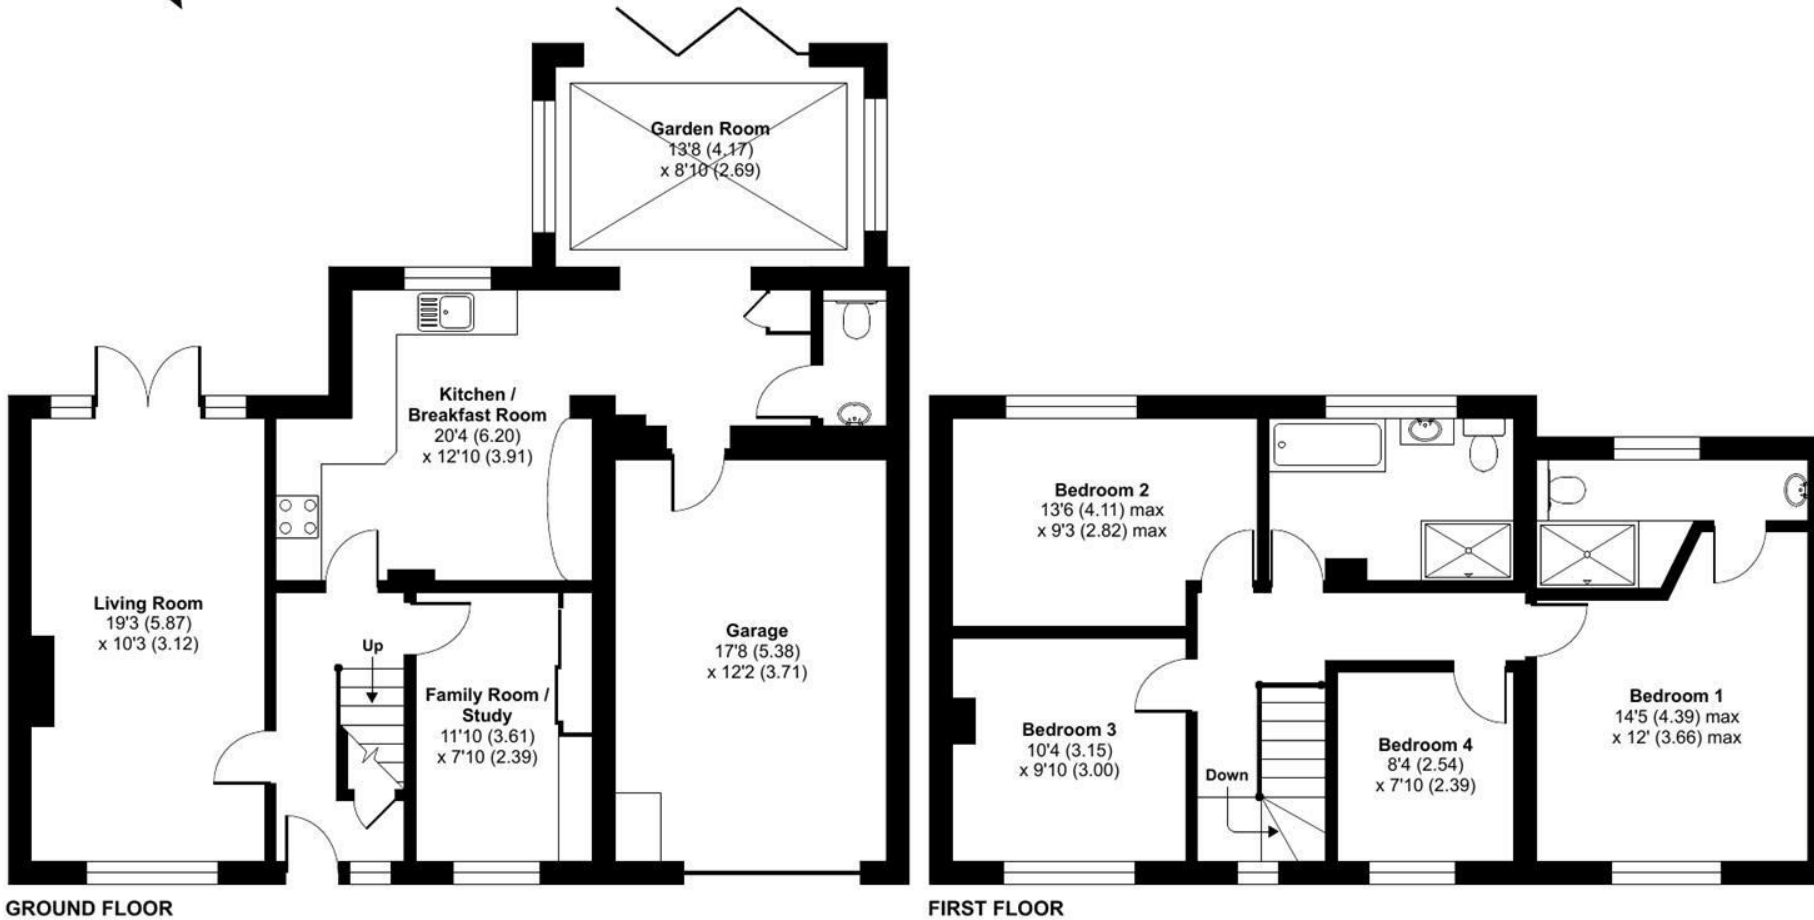 Garden Room
13'8 (4.17)
x 8'10 (2.69)
Kitchen /
Breakfast Room
20'4 (6.20)
x 12'10 (3.91)
Living Room
19'3 (5.87)
x 10'3 (3.12)
Up
Family Room /
Study
11'10 (3.61)
x 7'10 (2.39)
Garage
17'8 (5.38)
x 12'2 (3.71)
GROUND FLOOR
Bedroom 2
13'6 (4.11) max
x 9'3 (2.82) max
Bedroom 3
10'4 (3.15)
x 9'10 (3.00)
Down
Bedroom 4
8'4 (2.54)
x 7'10 (2.39)
Bedroom 1
14'5 (4.39) max
x 12' (3.66) max
FIRST FLOOR